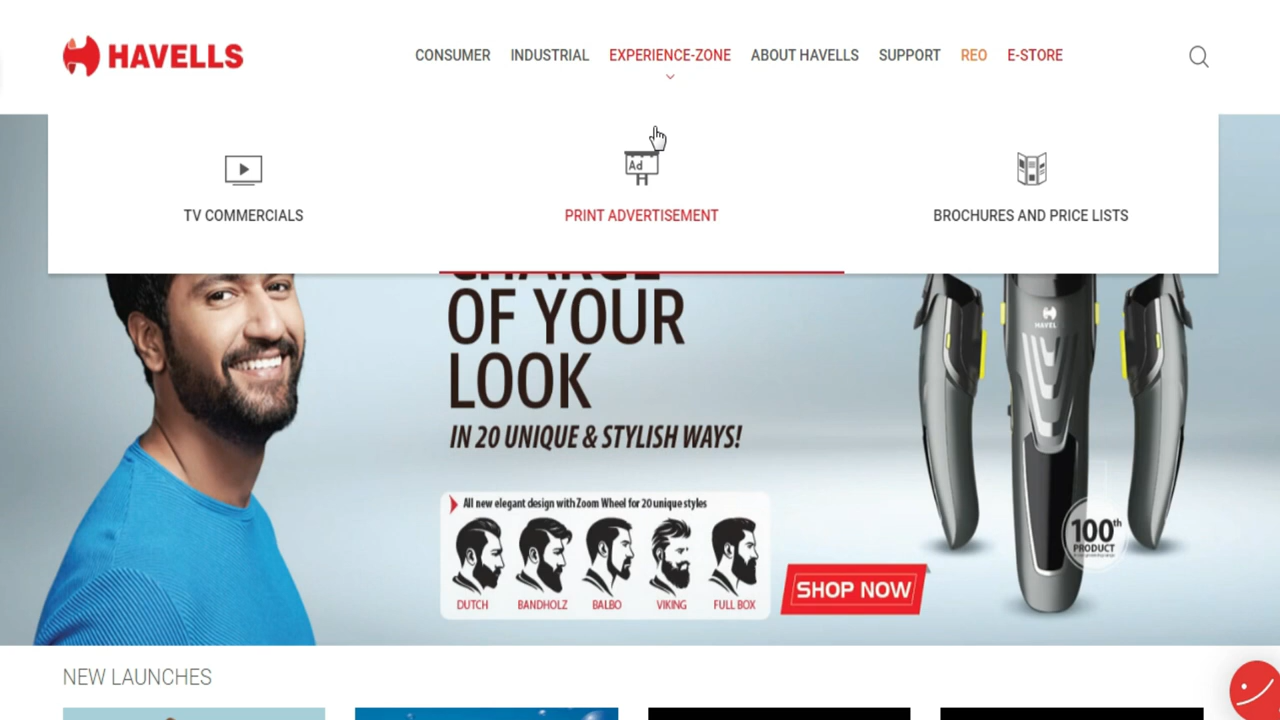 HAVELLS
CONSUMER INDUSTRIAL EXPERIENCE-ZONE ABOUT HAVELLS SUPPORT REO E-STORE
Ad
TV COMMERCIALS
PRINT ADVERTISEMENT
BROCHURES AND PRICE LISTS
CHARGE
OF YOUR
LOOK
IN 20 UNIQUE & STYLISH WAYS!
All new elegant design with Zoom Wheel for 20 unique styles
DUTCH BANDHOLZ BALBO VIKING FULL BOX
SHOP NOW
HAVEL
100th
PRODUCT
NEW LAUNCHES